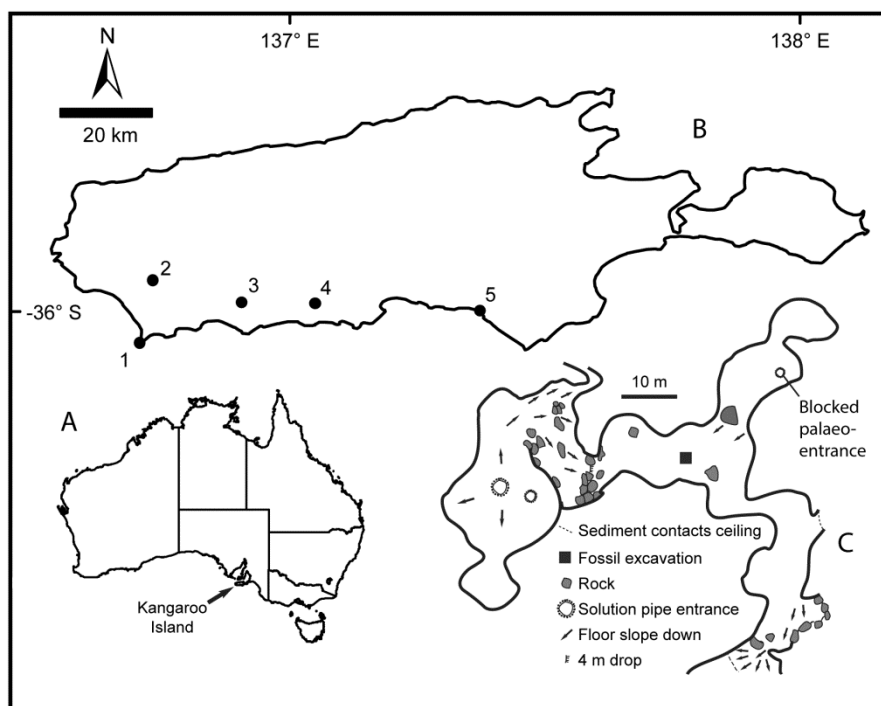 137° E
138° E
N
20 km
B
2
3
4
5
-36° S
1
10 m
A
Blocked
palaeo-
entrance
Sediment contacts ceiling
C
Fossil excavation
Rock
Kangaroo
Island
Solution pipe entrance
Floor slope down
4 m drop